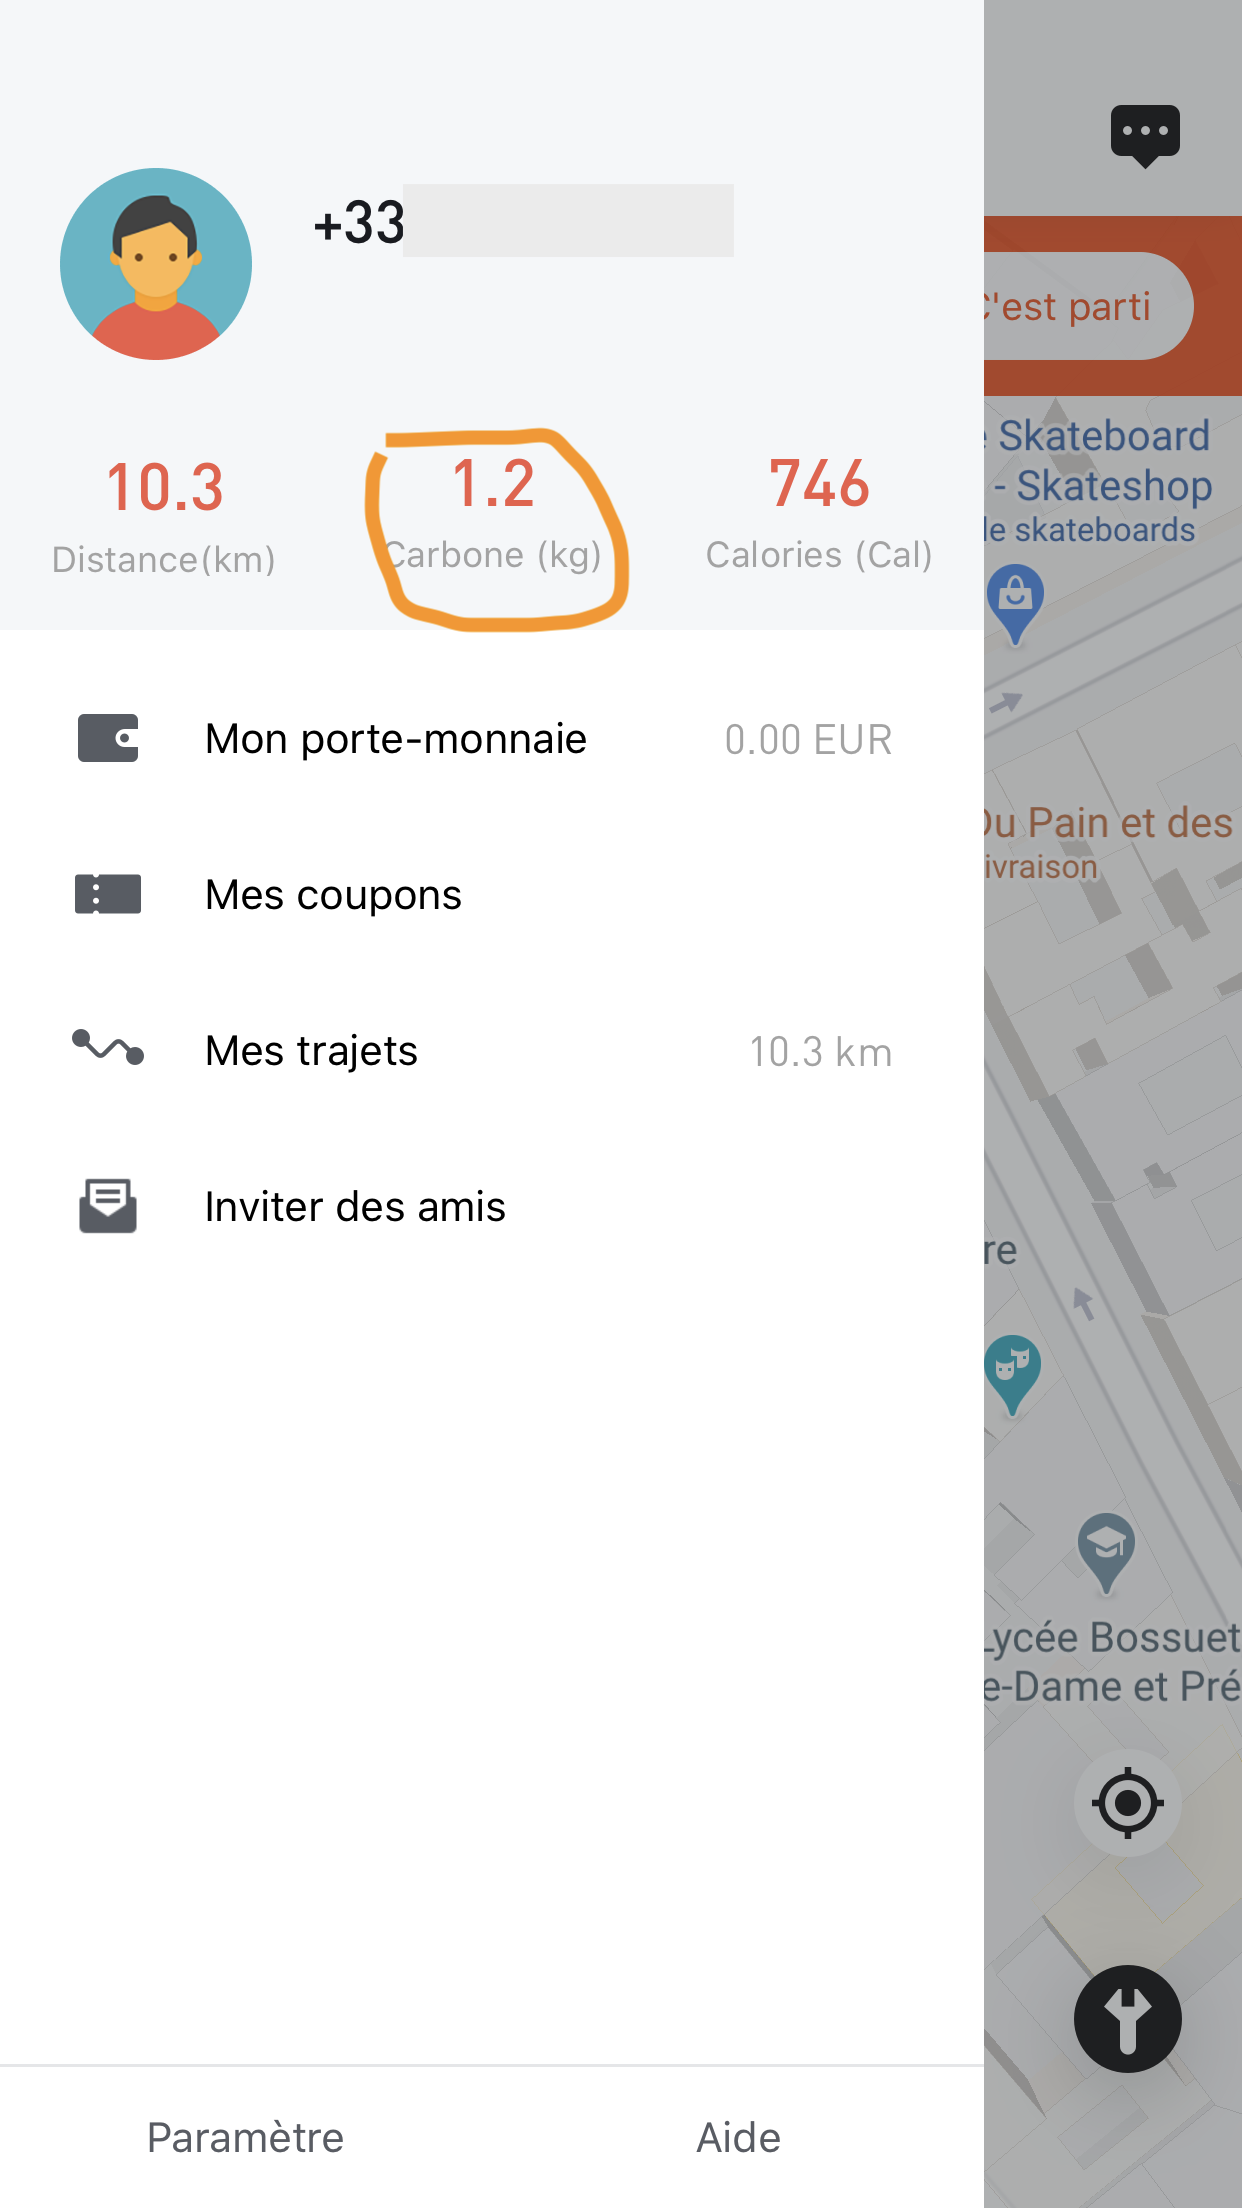 +33
C'est parti
10.3
1.2
746
Distance(km)
Carbone (kg)
Calories (Cal)
Skateboard
- Skateshop
de skateboards
Mon porte-monnaie
0.00 EUR
Du Pain et des
Mes coupons
Mes trajets
10.3 km
Inviter des amis
re
Lycée Bossuet
e-Dame et Pré
Paramètre
Aide
ivraison